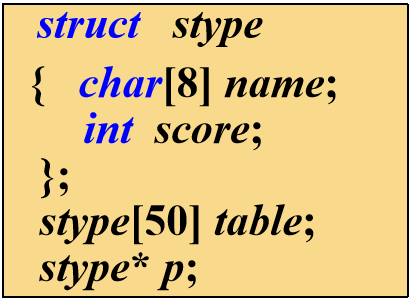 struct stype
{ char[8] name;
int score;
};
stype[50] table;
stype* p;